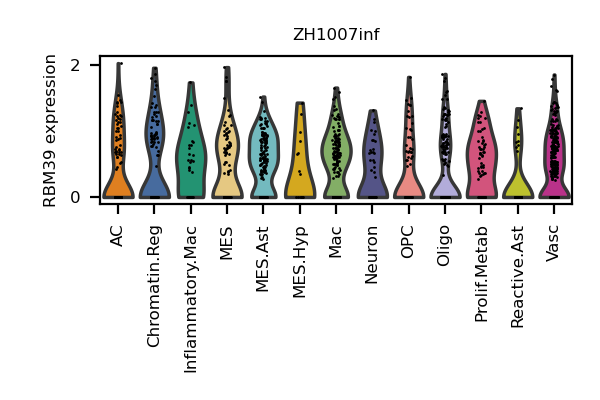 ZH1007inf
RBM39 expression
2
0
AC
Chromatin.Reg
Inflammatory.Mac
MES
MES.Ast
MES.Hyp
Mac
Neuron
OPC
Oligo
Prolif.Metab
Reactive.Ast
Vasc